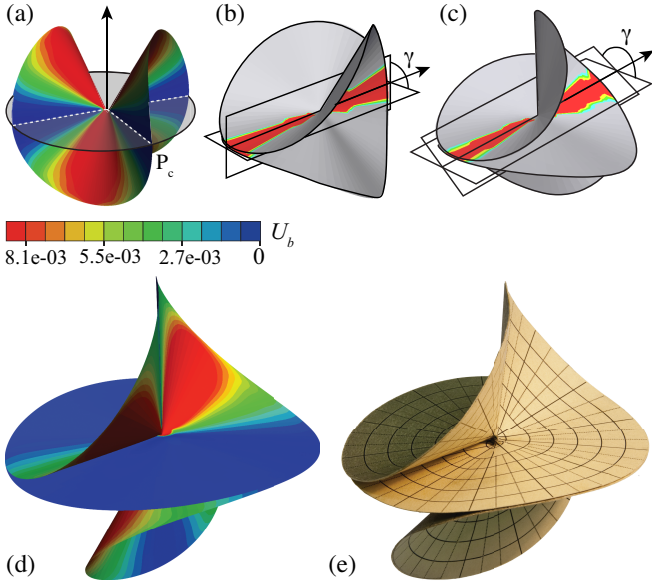 (a)
(b)
(c)
γ
γ
P_c
U_b
8.1e-03 5.5e-03 2.7e-03 0
(d)
(e)